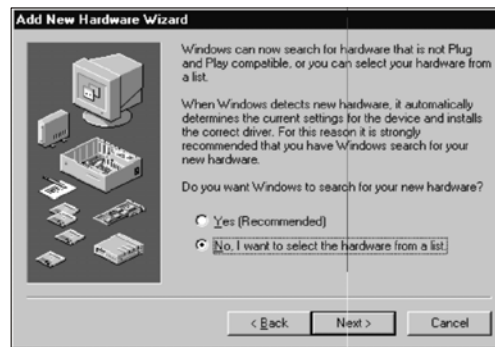 Add New Hardware Wizard
Windows can now search for hardware that is not Plug
and Play compatible, or you can select your hardware from
a list.
When Windows detects new hardware, it automatically
determines the current settings for the device and installs
the correct driver. For this reason it is strongly
recommended that you have Windows search for your
new hardware.
Do you want Windows to search for your new hardware?
Yes (Recommended)
No, I want to select the hardware from a list.
< Back Next > Cancel